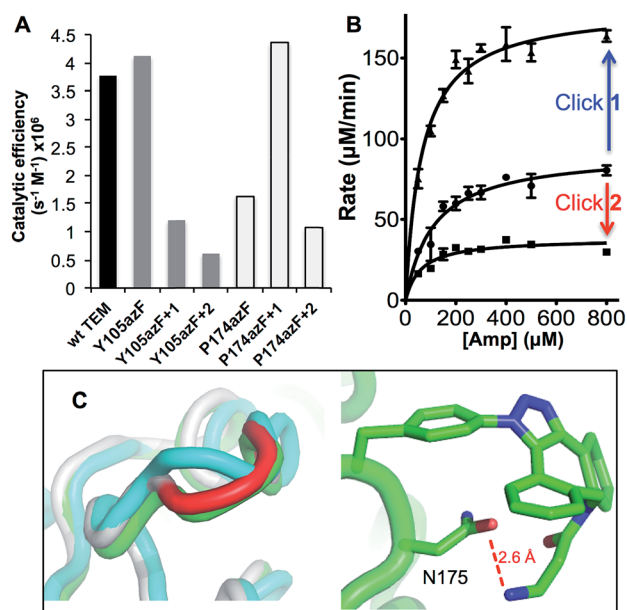 A
Catalytic efficiency
(s⁻¹ M⁻¹) x10⁶
4.5
4
3.5
3
2.5
2
1.5
1
0.5
0
wt TEM
Y105azF
Y105azF+1
Y105azF+2
P174azF
P174azF+1
P174azF+2
B
Rate (µM/min)
150
100
50
0
0
200
400
600
800
[Amp] (µM)
Click 1
Click 2
C
N175
2.6 Å